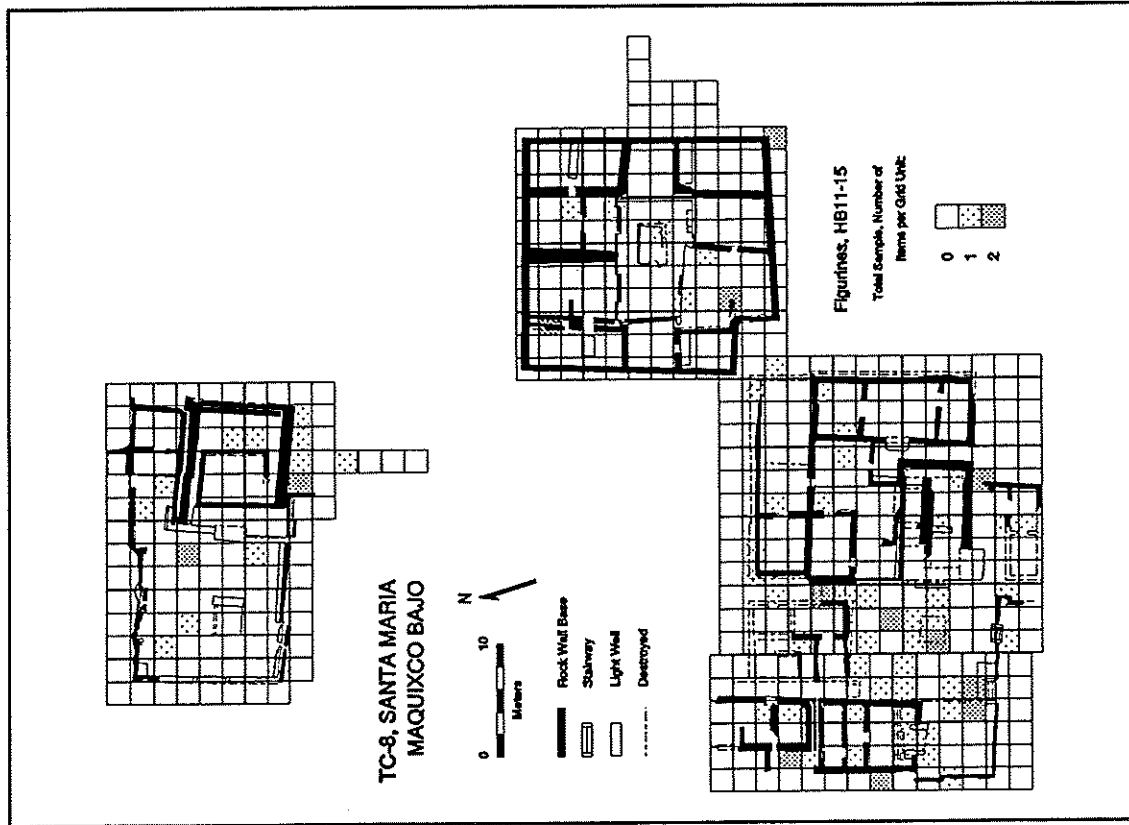 TC-8, SANTA MARIA
MAQUIXCO BAJO
N
0 10
Meters
Rock Wall Base
Stairway
Light Well
Destroyed
Figurines, HB11-15
Total Sample, Number of
Items per Grid Unit:
0
1
2